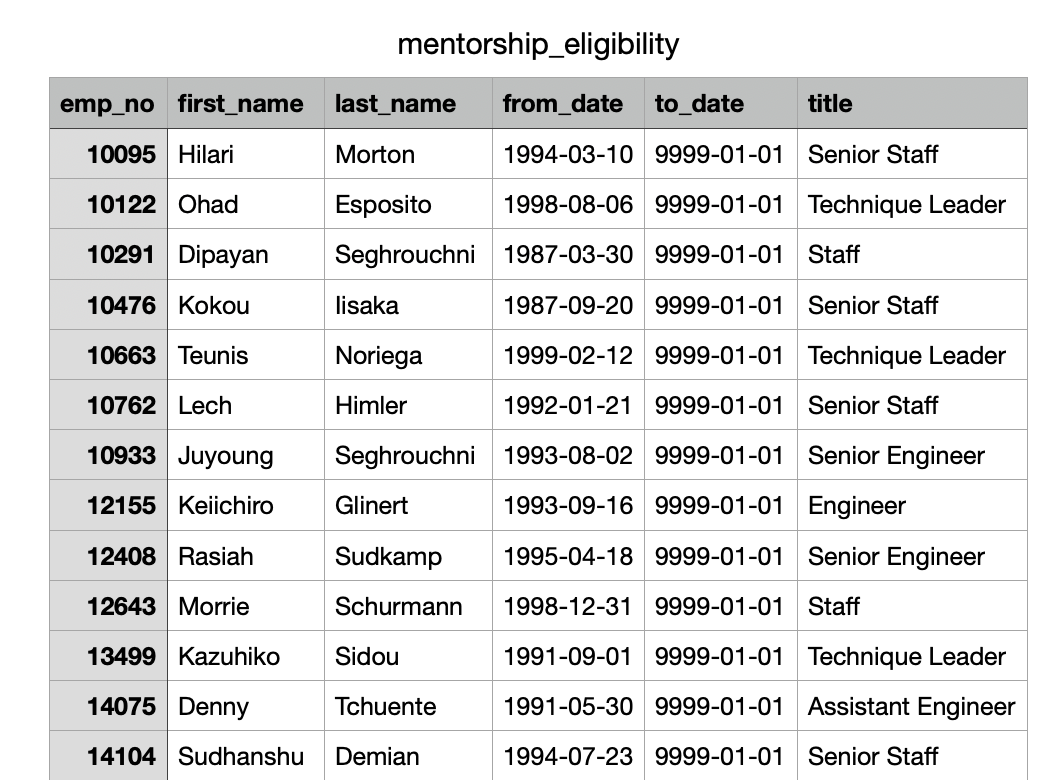 mentorship_eligibility
emp_no first_name last_name from_date to_date title
10095 Hilari Morton 1994-03-10 9999-01-01 Senior Staff
10122 Ohad Esposito 1998-08-06 9999-01-01 Technique Leader
10291 Dipayan Seghrouchni 1987-03-30 9999-01-01 Staff
10476 Kokou Iisaka 1987-09-20 9999-01-01 Senior Staff
10663 Teunis Noriega 1999-02-12 9999-01-01 Technique Leader
10762 Lech Himler 1992-01-21 9999-01-01 Senior Staff
10933 Juyoung Seghrouchni 1993-08-02 9999-01-01 Senior Engineer
12155 Keiichiro Glinert 1993-09-16 9999-01-01 Engineer
12408 Rasiah Sudkamp 1995-04-18 9999-01-01 Senior Engineer
12643 Morrie Schurmann 1998-12-31 9999-01-01 Staff
13499 Kazuhiko Sidou 1991-09-01 9999-01-01 Technique Leader
14075 Denny Tchuente 1991-05-30 9999-01-01 Assistant Engineer
14104 Sudhanshu Demian 1994-07-23 9999-01-01 Senior Staff